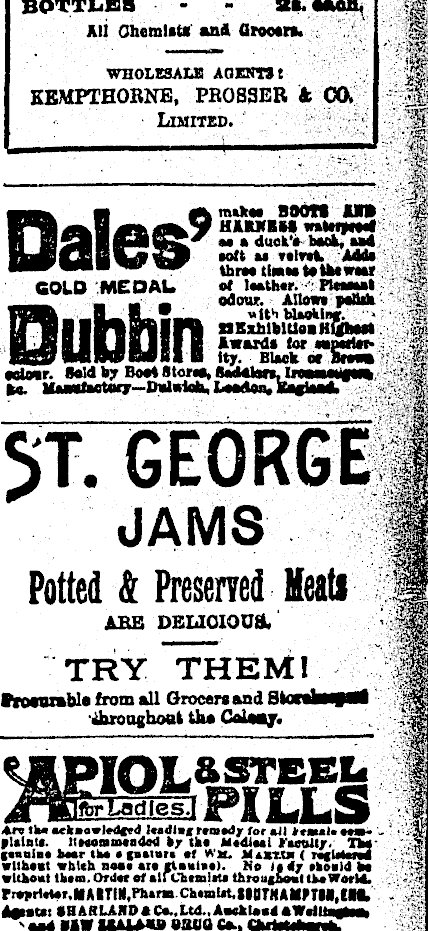 BOTTLES - - 2s. each.
All Chemists and Grocers.
WHOLESALE AGENTS:
KEMPTHORNE, PROSSER & CO.
LIMITED.
Dales'
GOLD MEDAL
Dubbin
makes BOOTS AND
HARNESS waterproof
as a duck's back, and
soft as velvet. Adds
three times to the wear
of leather. Pleasant
odour. Allows polish
with blacking.
22 Exhibition Highest
Awards for superior-
ity. Black or Brown
colour. Sold by Boot Stores, Saddlers, Ironmongers,
&c. Manufactory—Dulwich, London, England.
ST. GEORGE
JAMS
Potted & Preserved Meats
ARE DELICIOUS.
TRY THEM!
Procurable from all Grocers and Storekeepers
throughout the Colony.
APIOL & STEEL
for Ladies. PILLS
Are the acknowledged leading remedy for all Female com-
plaints. Recommended by the Medical Faculty. The
genuine bear the signature of WM. MARTIN (registered
without which none are genuine). No lady should be
without them. Order of all Chemists throughout the World.
Proprietor, MARTIN, Pharm. Chemist, SOUTHAMPTON, ENG.
Agents: SHARLAND & Co., Ltd., Auckland & Wellington,
and NEW ZEALAND DRUG Co., Christchurch.